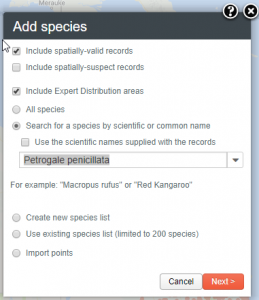 Merauke
?
Add species
Include spatially-valid records
Include spatially-suspect records
Include Expert Distribution areas
All species
Search for a species by scientific or common name
Use the scientific names supplied with the records
Petrogale penicillata
For example: "Macropus rufus" or "Red Kangaroo"
Create new species list
Use existing species list (limited to 200 species)
Import points
Cancel
Next >